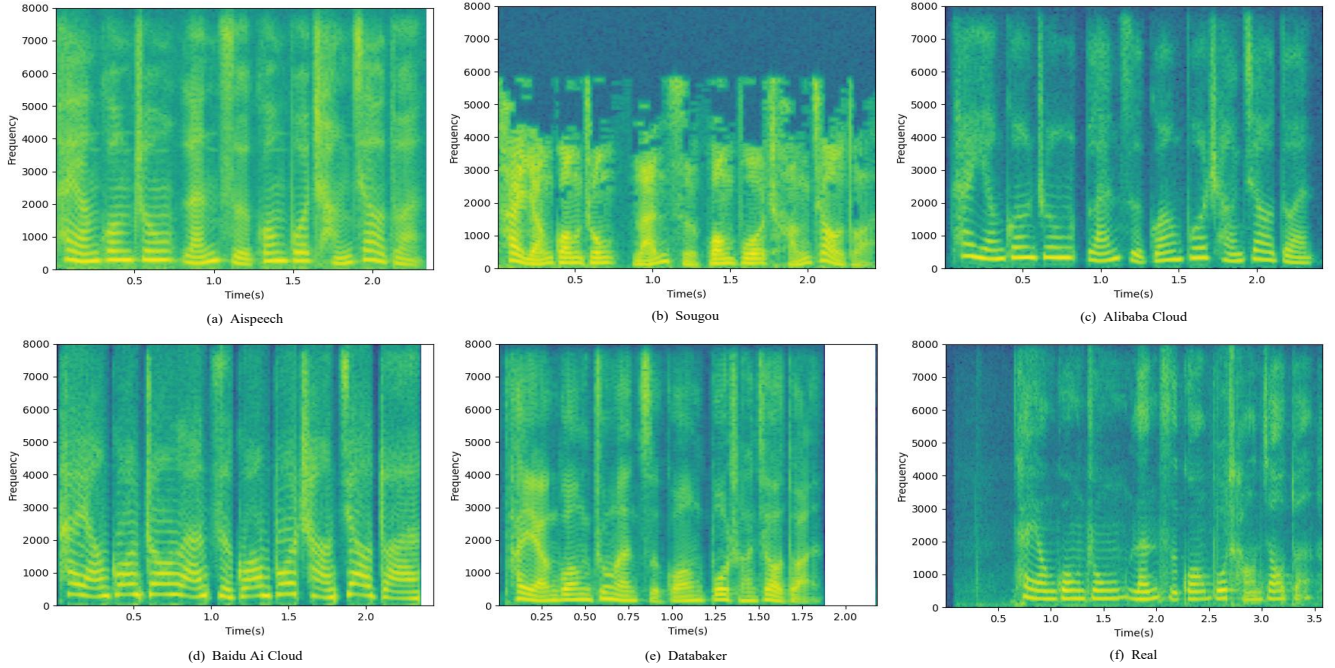 8000
7000
6000
5000
4000
3000
2000
1000
0
Frequency
0.5 1.0 1.5 2.0
Time(s)
(a) Aispeech
8000
7000
6000
5000
4000
3000
2000
1000
0
Frequency
0.5 1.0 1.5 2.0
Time(s)
(b) Sougou
8000
7000
6000
5000
4000
3000
2000
1000
0
Frequency
0.5 1.0 1.5 2.0
Time(s)
(c) Alibaba Cloud
8000
7000
6000
5000
4000
3000
2000
1000
0
Frequency
0.5 1.0 1.5 2.0
Time(s)
(d) Baidu Ai Cloud
8000
7000
6000
5000
4000
3000
2000
1000
0
Frequency
0.25 0.50 0.75 1.00 1.25 1.50 1.75 2.00
Time(s)
(e) Databaker
8000
7000
6000
5000
4000
3000
2000
1000
0
Frequency
0.5 1.0 1.5 2.0 2.5 3.0 3.5
Time(s)
(f) Real